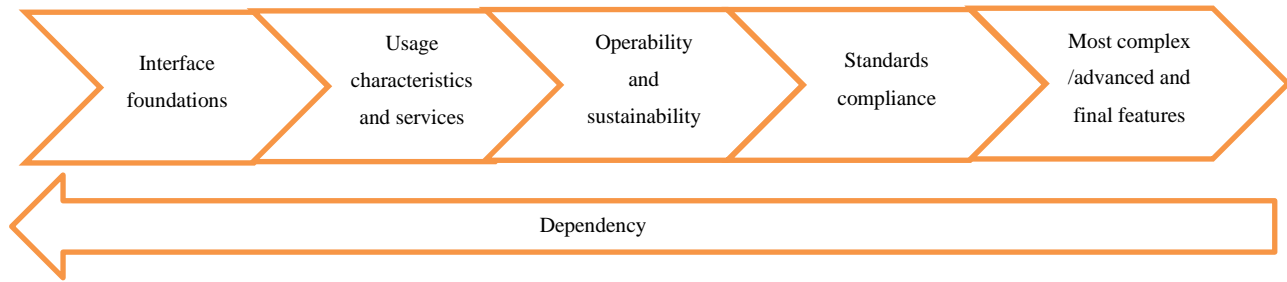 Interface
foundations
Usage
characteristics
and services
Operability
and
sustainability
Standards
compliance
Most complex
/advanced and
final features
Dependency